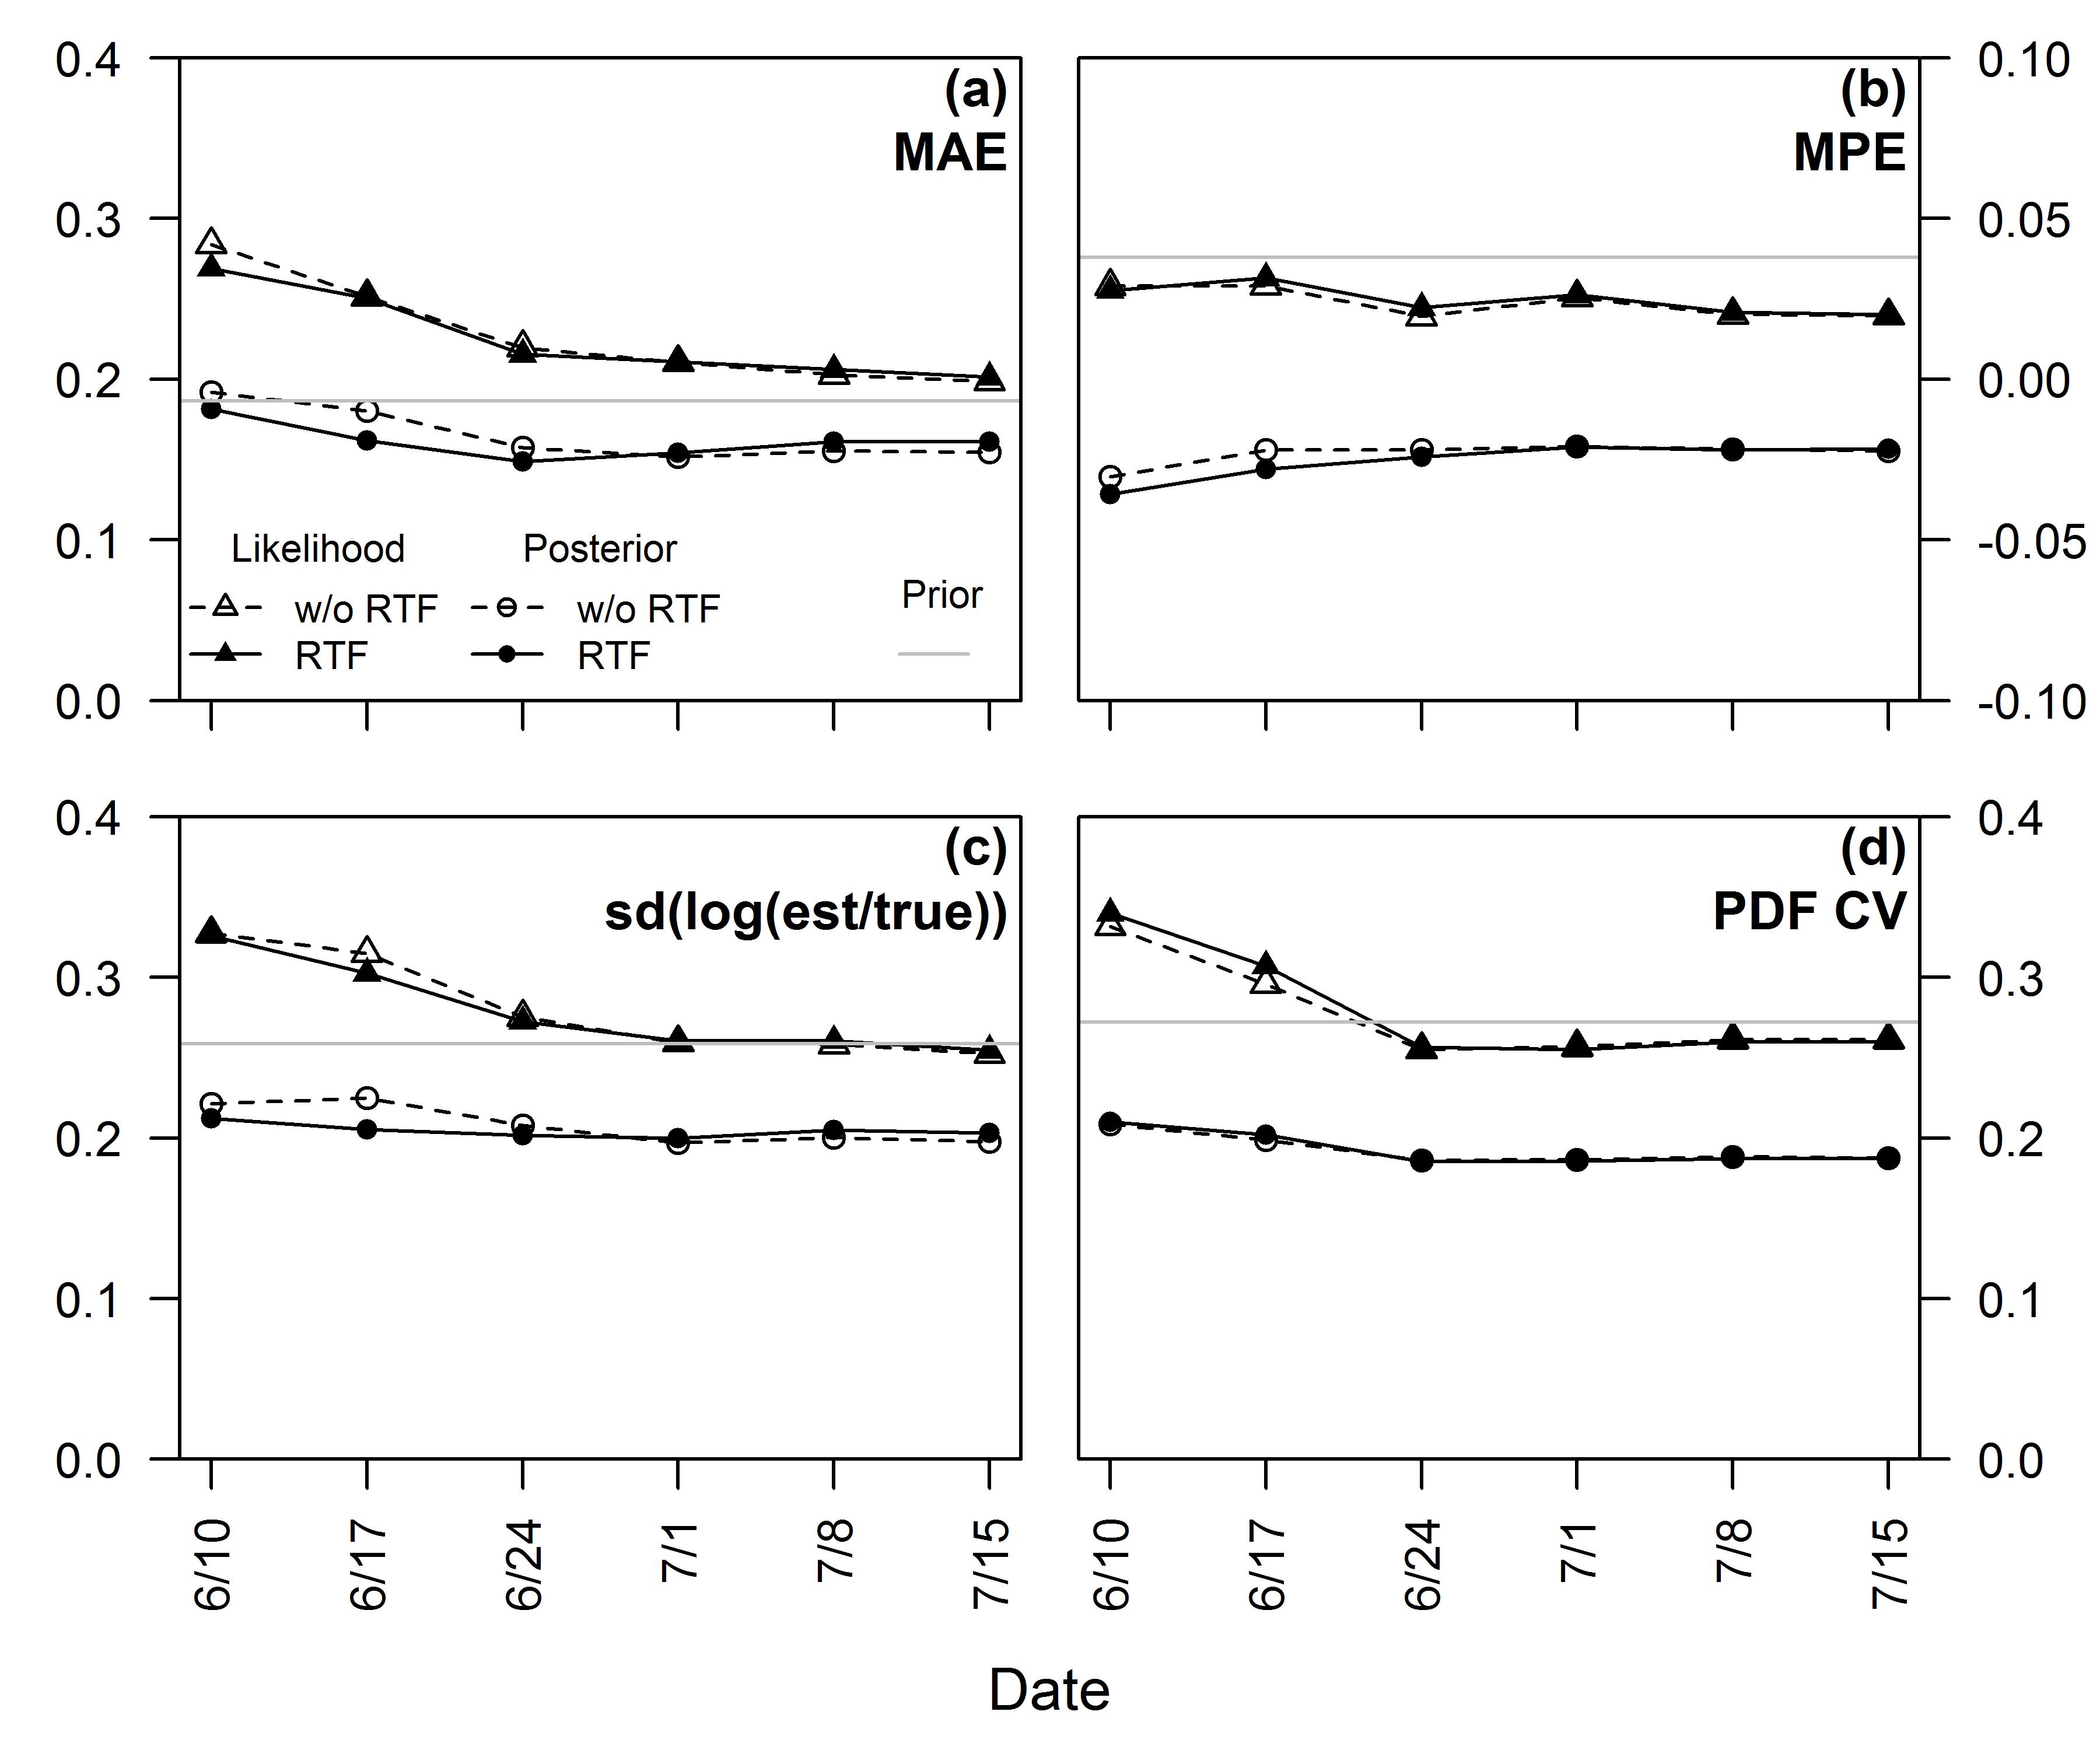 0.4
0.3
0.2
0.1
0.0
(a)
MAE
Likelihood
Posterior
Prior
w/o RTF
w/o RTF
RTF
RTF
(b)
MPE
0.10
0.05
0.00
-0.05
-0.10
0.4
0.3
0.2
0.1
0.0
(c)
sd(log(est/true))
(d)
PDF CV
0.4
0.3
0.2
0.1
0.0
6/10
6/17
6/24
7/1
7/8
7/15
6/10
6/17
6/24
7/1
7/8
7/15
Date